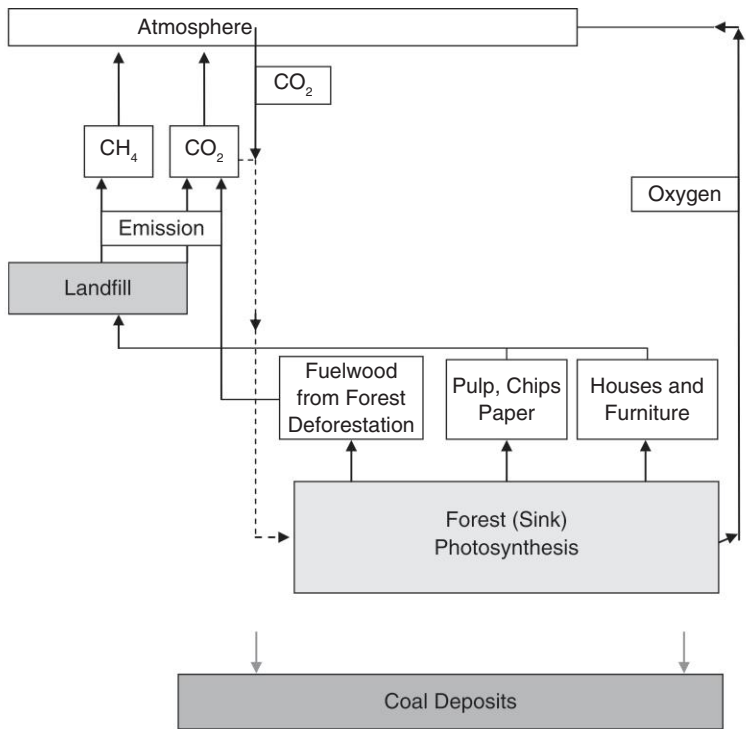 Atmosphere
CO₂
CH₄
CO₂
Oxygen
Emission
Landfill
Fuelwood
from Forest
Deforestation
Pulp, Chips
Paper
Houses and
Furniture
Forest (Sink)
Photosynthesis
Coal Deposits